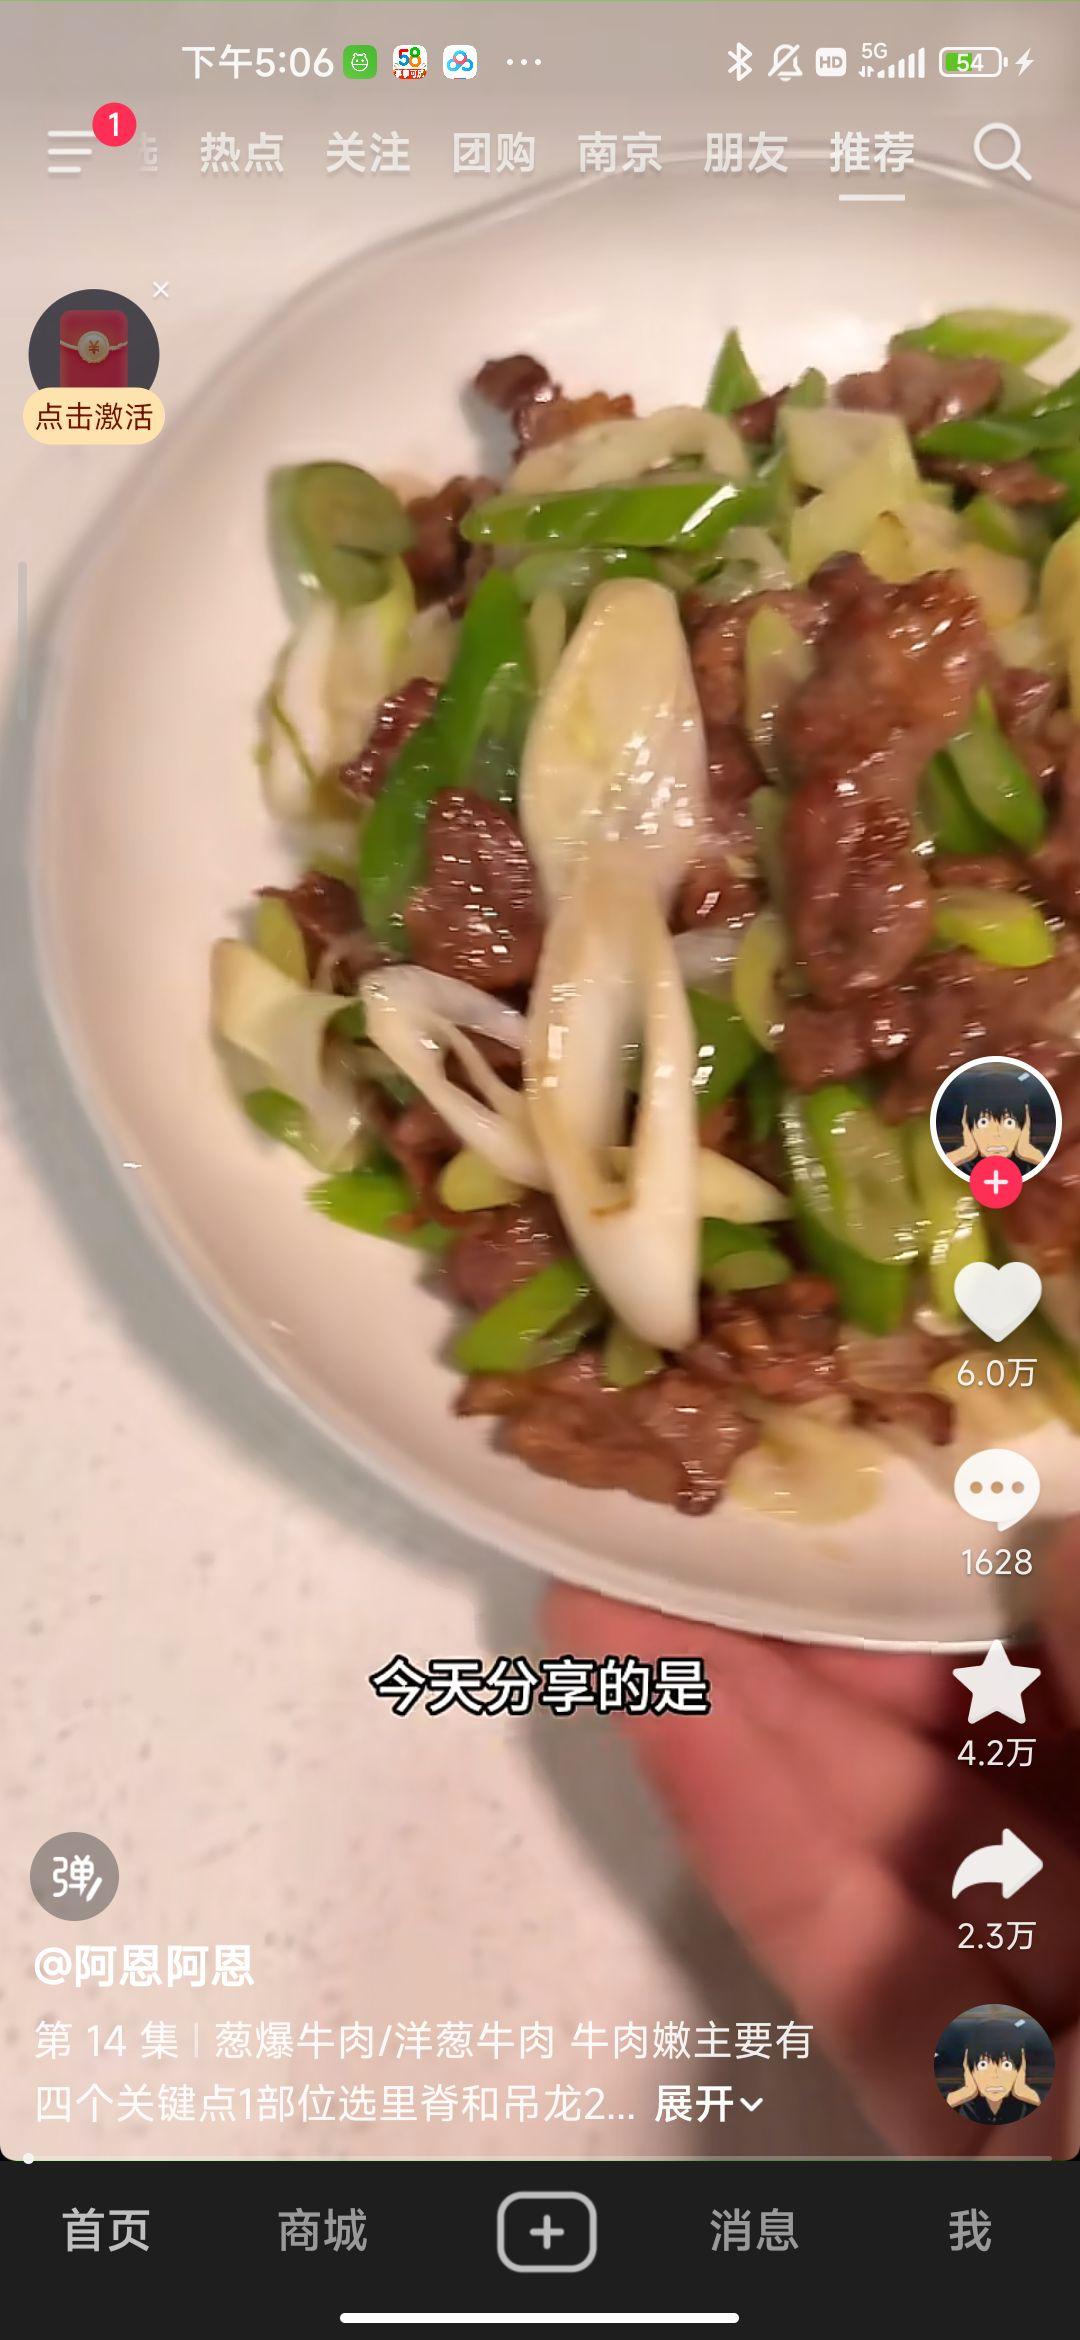 下午5:06
58
HD
5G
54
1
热点 关注 团购 南京 朋友 推荐
点击激活
6.0万
1628
今天分享的是
4.2万
弹
2.3万
@阿恩阿恩
第 14 集 | 葱爆牛肉/洋葱牛肉 牛肉嫩主要有
四个关键点1部位选里脊和吊龙2... 展开
首页 商城 消息 我